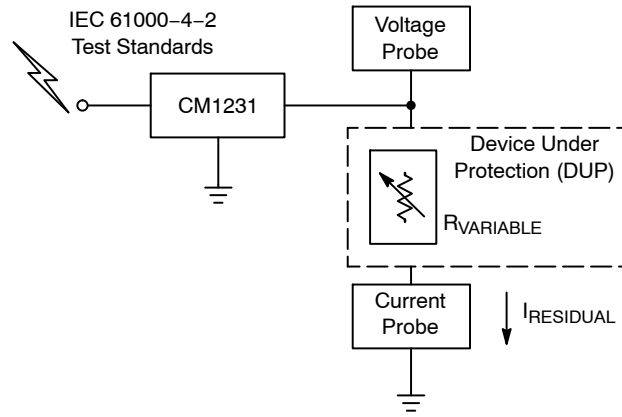 IEC 61000−4−2
Test Standards
Voltage
Probe
CM1231
Device Under
Protection (DUP)
RVARIABLE
Current
Probe
IRESIDUAL